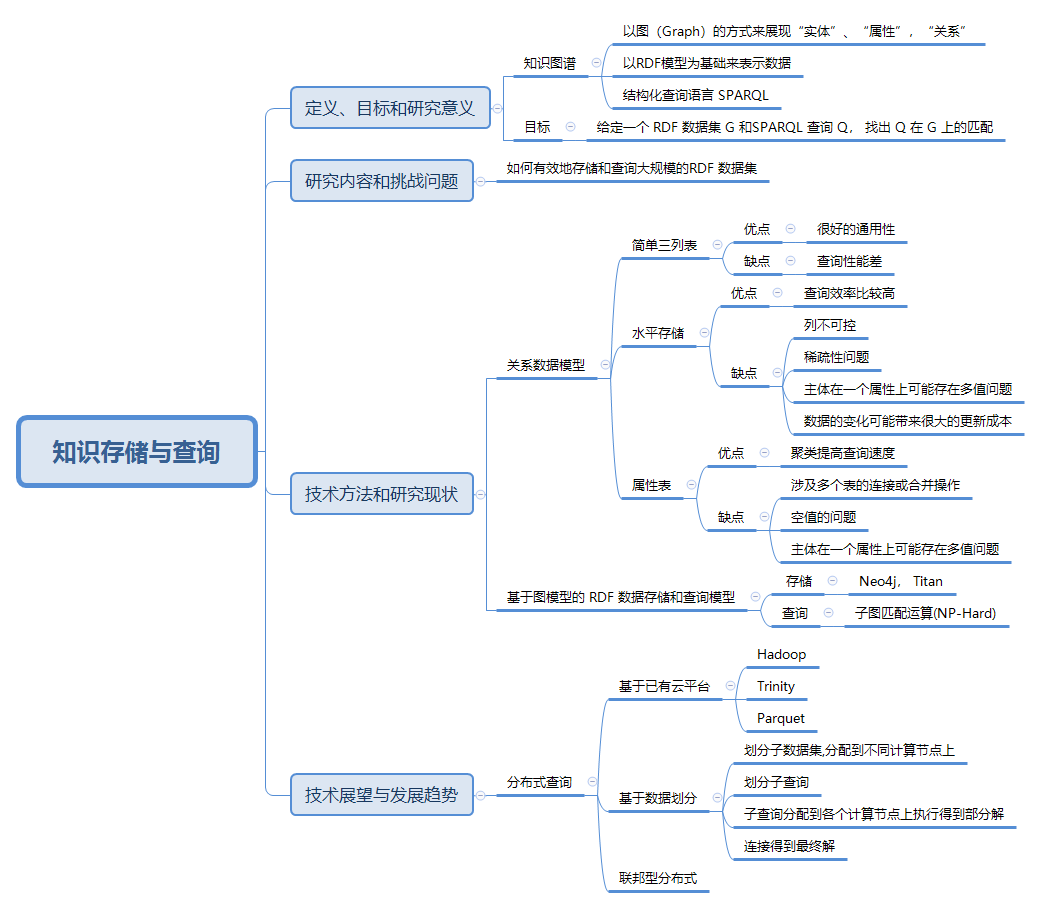 知识存储与查询
定义、目标和研究意义
知识图谱
以图（Graph）的方式来展现“实体”、“属性”，“关系”
以RDF模型为基础来表示数据
结构化查询语言 SPARQL
目标
给定一个 RDF 数据集 G 和SPARQL 查询 Q， 找出 Q 在 G 上的匹配
研究内容和挑战问题
如何有效地存储和查询大规模的RDF 数据集
技术方法和研究现状
关系数据模型
简单三列表
优点
很好的通用性
缺点
查询性能差
水平存储
优点
查询效率比较高
缺点
列不可控
稀疏性问题
主体在一个属性上可能存在多值问题
数据的变化可能带来很大的更新成本
属性表
优点
聚类提高查询速度
缺点
涉及多个表的连接或合并操作
空值的问题
主体在一个属性上可能存在多值问题
基于图模型的 RDF 数据存储和查询模型
存储
Neo4j， Titan
查询
子图匹配运算(NP-Hard)
技术展望与发展趋势
分布式查询
基于已有云平台
Hadoop
Trinity
Parquet
基于数据划分
划分子数据集,分配到不同计算节点上
划分子查询
子查询分配到各个计算节点上执行得到部分解
连接得到最终解
联邦型分布式